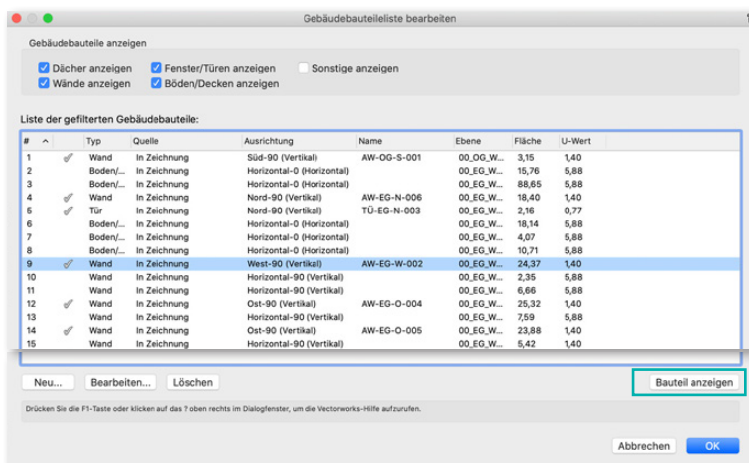 Gebäudebauteileliste bearbeiten
Gebäudebauteile anzeigen
Dächer anzeigen Fenster/Türen anzeigen Sonstige anzeigen
Wände anzeigen Böden/Decken anzeigen
Liste der gefilterten Gebäudebauteile:
# Typ Quelle Ausrichtung Name Ebene Fläche U-Wert
1 Wand In Zeichnung Süd-90 (Vertikal) AW-OG-S-001 00_OG_W... 3,15 1,40
2 Boden/... In Zeichnung Horizontal-0 (Horizontal) 00_EG_W... 15,76 5,88
3 Boden/... In Zeichnung Horizontal-0 (Horizontal) 00_EG_W... 88,65 5,88
4 Wand In Zeichnung Nord-90 (Vertikal) AW-EG-N-006 00_EG_W... 18,40 1,40
5 Tür In Zeichnung Nord-90 (Vertikal) TÜ-EG-N-003 00_EG_W... 2,16 0,77
6 Boden/... In Zeichnung Horizontal-0 (Horizontal) 00_EG_W... 18,14 5,88
7 Boden/... In Zeichnung Horizontal-0 (Horizontal) 00_EG_W... 4,07 5,88
8 Boden/... In Zeichnung Horizontal-0 (Horizontal) 00_EG_W... 10,71 5,88
9 Wand In Zeichnung West-90 (Vertikal) AW-EG-W-002 00_EG_W... 24,37 1,40
10 Wand In Zeichnung Horizontal-90 (Vertikal) 00_EG_W... 2,35 5,88
11 Wand In Zeichnung Horizontal-90 (Vertikal) 00_EG_W... 6,66 5,88
12 Wand In Zeichnung Ost-90 (Vertikal) AW-EG-O-004 00_EG_W... 25,32 1,40
13 Wand In Zeichnung Horizontal-90 (Vertikal) 00_EG_W... 7,59 5,88
14 Wand In Zeichnung Ost-90 (Vertikal) AW-EG-O-005 00_EG_W... 23,88 1,40
15 Wand In Zeichnung Horizontal-90 (Vertikal) 00_EG_W... 5,42 1,40
Neu... Bearbeiten... Löschen Bauteil anzeigen
Drücken Sie die F1-Taste oder klicken auf das ? oben rechts im Dialogfenster, um die Vectorworks-Hilfe aufzurufen.
Abbrechen OK